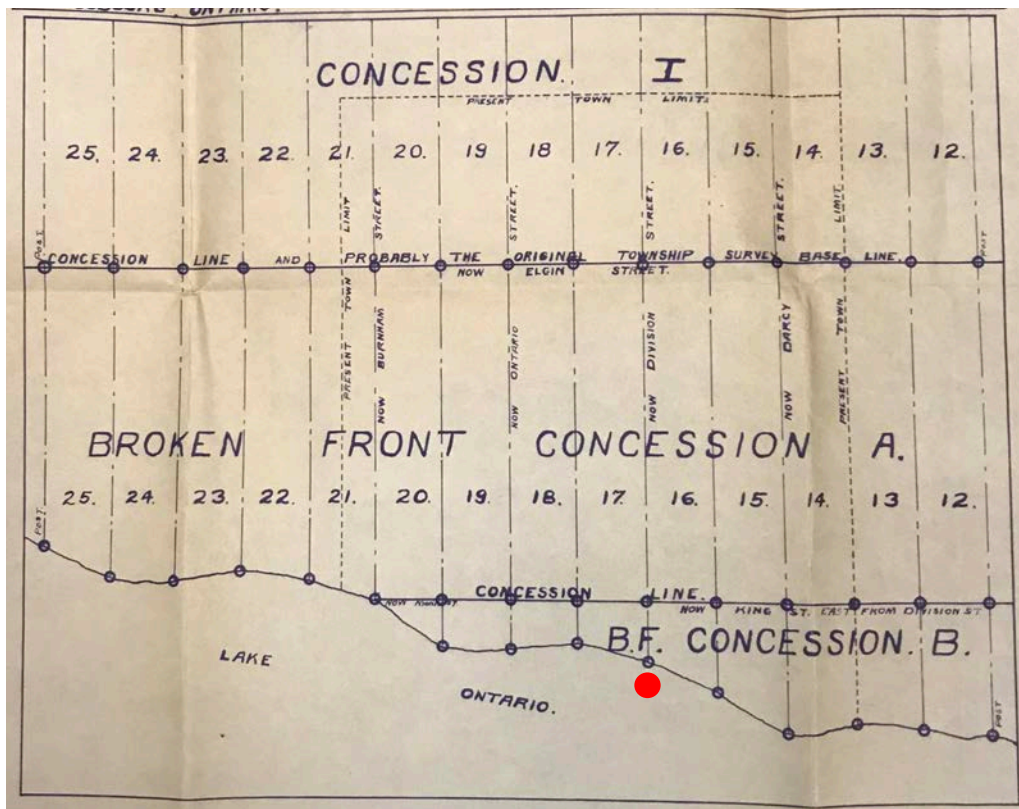 ONTARIO.
CONCESSION. I
PRESENT TOWN LIMITS
25. 24. 23. 22. 21. 20. 19 18 17. 16. 15. 14. 13. 12.
POST
LIMIT
STREET.
STREET.
STREET.
STREET.
LIMIT
POST
CONCESSION LINE AND PROBABLY THE ORIGINAL TOWNSHIP SURVEY BASE LINE.
NOW ELGIN STREET.
PRESENT TOWN
NOW BURNHAM
NOW ONTARIO
NOW DIVISION
NOW DARCY
PRESENT TOWN
BROKEN FRONT CONCESSION A.
25. 24. 23. 22. 21. 20. 19. 18. 17. 16. 15. 14. 13 12.
POST.
CONCESSION LINE.
NOW KING ST. EAST FROM DIVISION ST
B.F. CONCESSION. B.
LAKE
ONTARIO.
POST